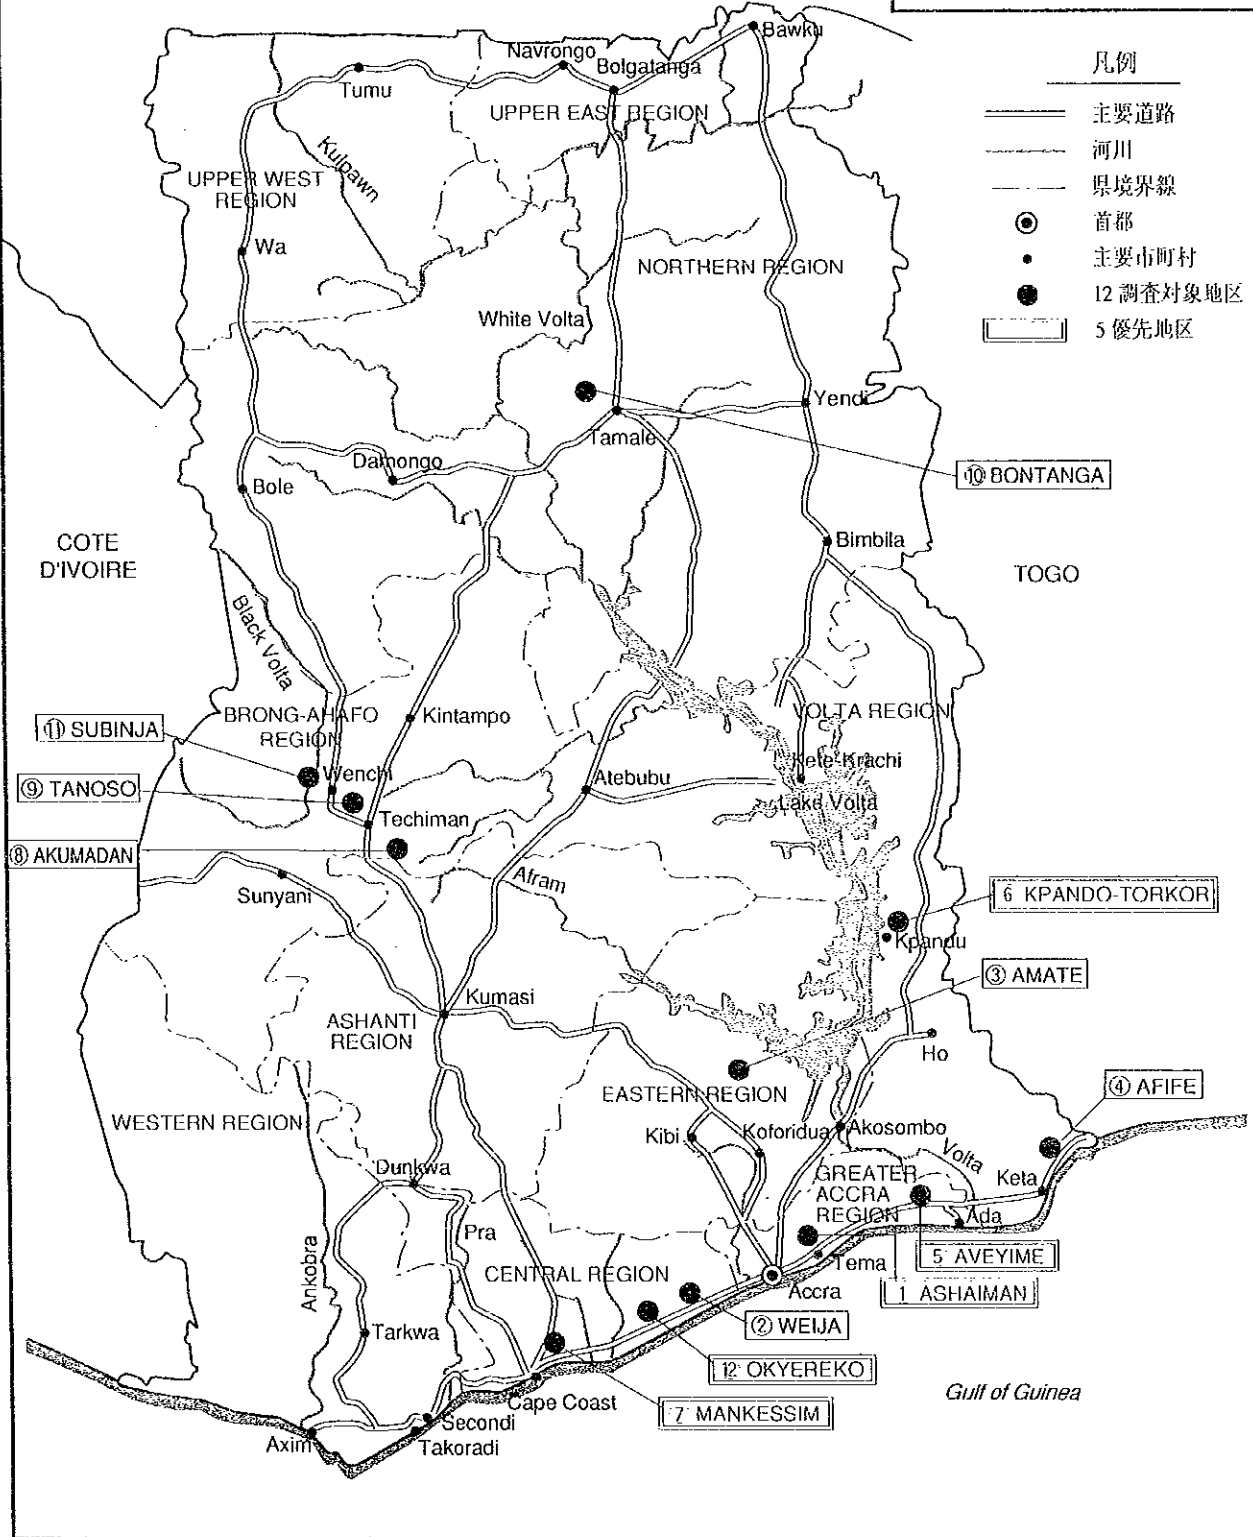 Bawku
Navrongo
Bolgatanga
Tumu
UPPER EAST REGION
Kulpawn
UPPER WEST
REGION
Wa
NORTHERN REGION
White Volta
Yendi
Tamale
Damongo
Bole
⑩ BONTANGA
Bimbila
COTE
D'IVOIRE
TOGO
Black Volta
BRONG-AHAFO
REGION
Kintampo
VOLTA REGION
⑪ SUBINJA
Wenchi
Kete-Krachi
Atebubu
⑨ TANOSO
Lake Volta
Techiman
⑧ AKUMADAN
Afram
Sunyani
6 KPANDO-TORKOR
Kpandu
③ AMATE
Kumasi
ASHANTI
REGION
Ho
EASTERN REGION
④ AFIFE
WESTERN REGION
Kibi
Koforidua
Akosombo
Volta
Dunkwa
GREATER
ACCRA
REGION
Keta
Ada
Pra
Ankobra
5 AVEYIME
Tema
CENTRAL REGION
Accra
1 ASHAIMAN
② WEIJA
Tarkwa
12 OKYEREKO
Cape Coast
7 MANKESSIM
Gulf of Guinea
Secondi
Axim
Takoradi
凡例
主要道路
河川
県境界線
首都
主要市町村
12 調査対象地区
5 優先地区